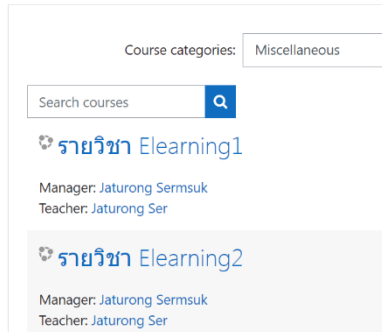 Course categories: Miscellaneous
Search courses
รายวิชา Elearning1
Manager: Jaturong Sermsuk
Teacher: Jaturong Ser
รายวิชา Elearning2
Manager: Jaturong Sermsuk
Teacher: Jaturong Ser